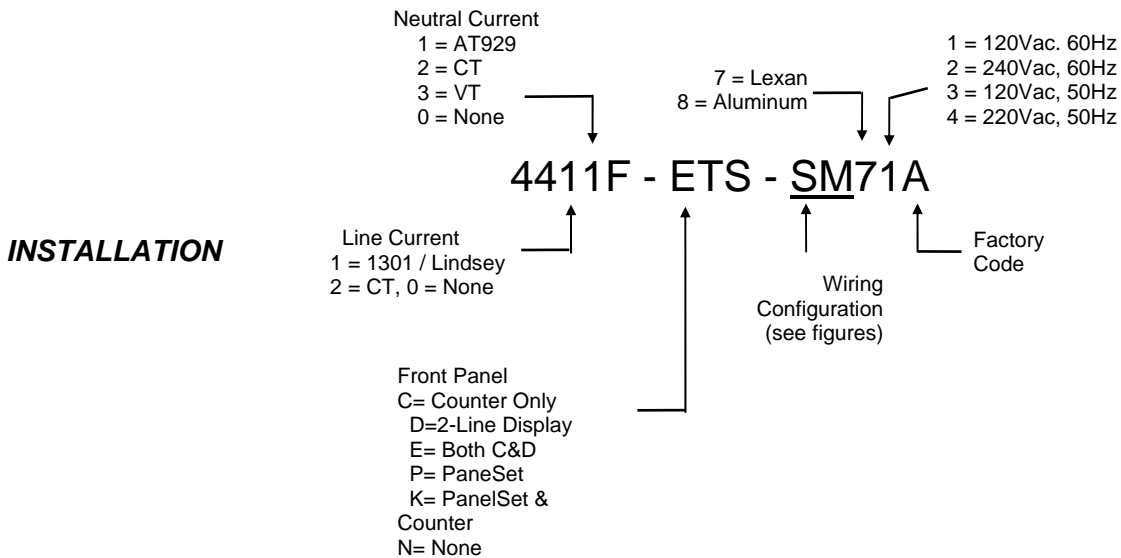 Neutral Current
1 = AT929
2 = CT
3 = VT
0 = None
7 = Lexan
8 = Aluminum
1 = 120Vac. 60Hz
2 = 240Vac, 60Hz
3 = 120Vac, 50Hz
4 = 220Vac, 50Hz
4411F - ETS - SM71A
INSTALLATION
Line Current
1 = 1301 / Lindsey
2 = CT, 0 = None
Wiring
Configuration
(see figures)
Factory
Code
Front Panel
C= Counter Only
D=2-Line Display
E= Both C&D
P= PaneSet
K= PanelSet &
Counter
N= None